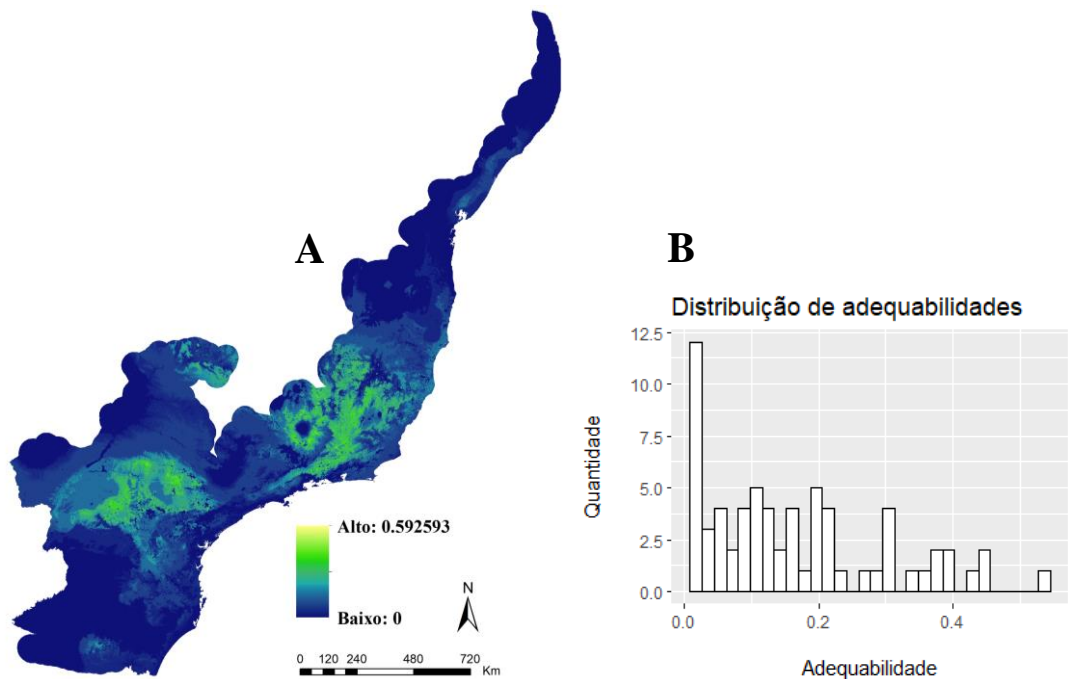 A
B
Distribuição de adequabilidades
12.5
10.0
7.5
5.0
2.5
0.0
Quantidade
0.0 0.2 0.4
Adequabilidade
Alto: 0.592593
Baixo: 0
N
0 120 240 480 720
Km